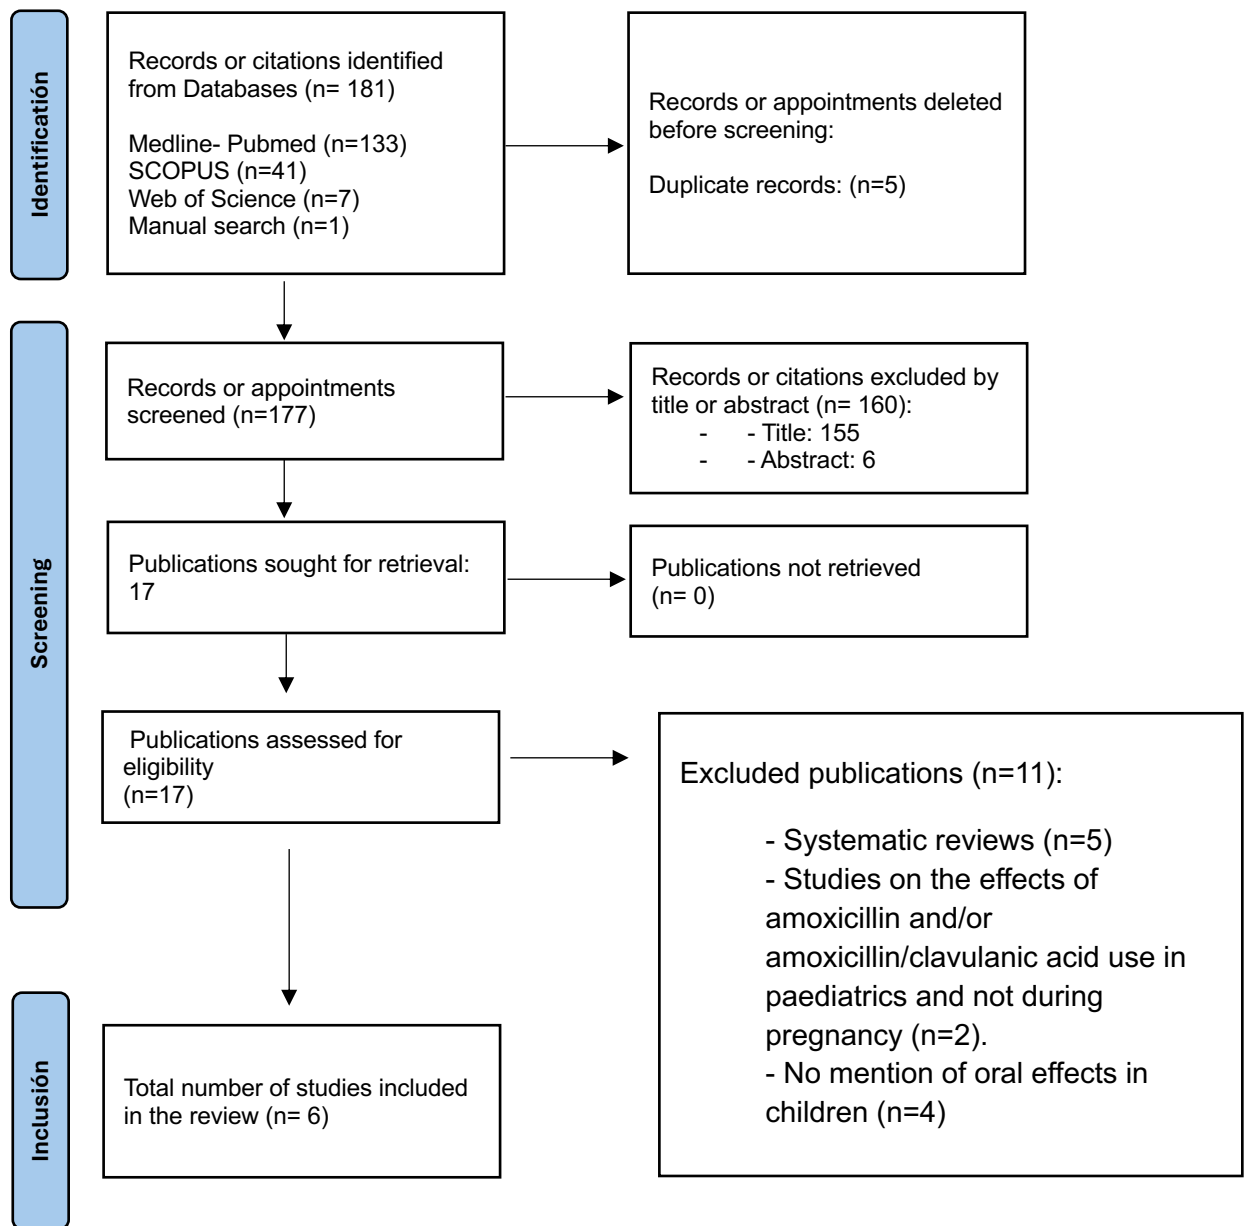 Identificatión
Records or citations identified
from Databases (n= 181)
Medline- Pubmed (n=133)
SCOPUS (n=41)
Web of Science (n=7)
Manual search (n=1)
Records or appointments deleted
before screening:
Duplicate records: (n=5)
Screening
Records or appointments
screened (n=177)
Records or citations excluded by
title or abstract (n= 160):
- - Title: 155
- - Abstract: 6
Publications sought for retrieval:
17
Publications not retrieved
(n= 0)
Publications assessed for
eligibility
(n=17)
Excluded publications (n=11):
- Systematic reviews (n=5)
- Studies on the effects of
amoxicillin and/or
amoxicillin/clavulanic acid use in
paediatrics and not during
pregnancy (n=2).
- No mention of oral effects in
children (n=4)
Inclusión
Total number of studies included
in the review (n= 6)